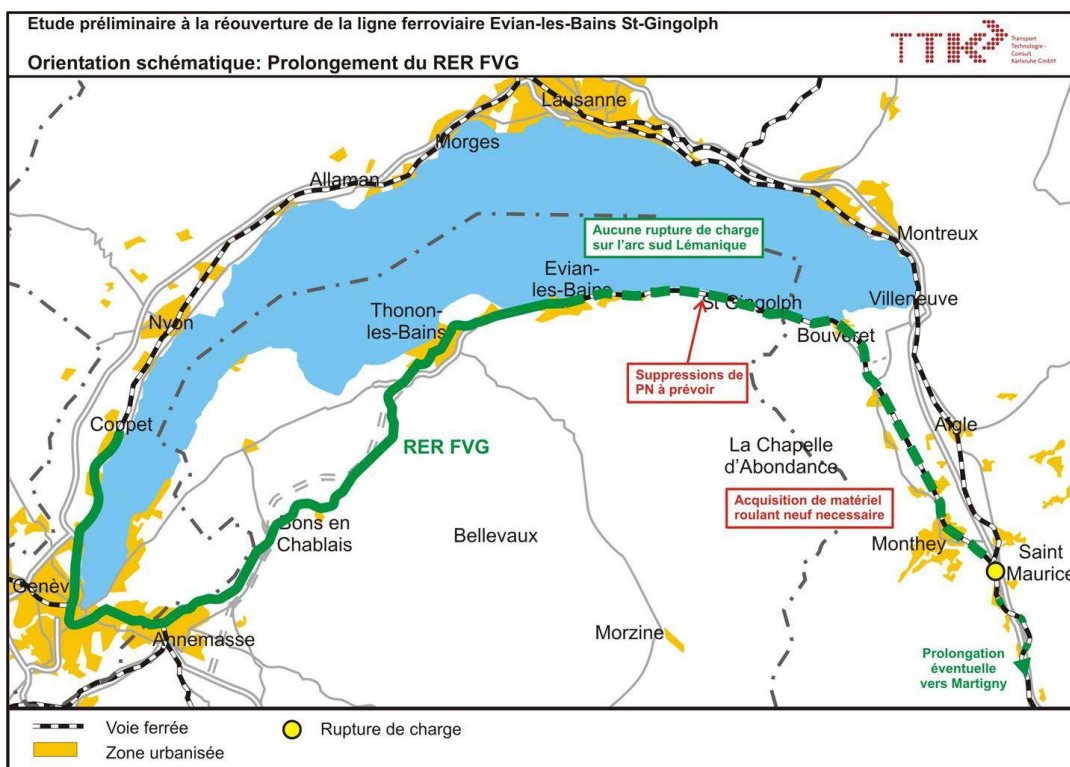 Etude préliminaire à la réouverture de la ligne ferroviaire Evian-les-Bains St-Gingolph
Orientation schématique: Prolongement du RER FVG
TTK
Transport
Technologie -
Consult
Karlsruhe GmbH
Lausanne
Morges
Allaman
Aucune rupture de charge
sur l'arc sud Lémanique
Montreux
Evian-
les-Bains
Villeneuve
St Gingolph
Thonon-
les-Bains
Nyon
Bouveret
Suppressions de
PN à prévoir
Coppet
Aigle
RER FVG
La Chapelle
d'Abondance
Acquisition de matériel
roulant neuf necessaire
Bons en
Chablais
Bellevaux
Monthey
Saint
Maurice
Genèv
Annemasse
Morzine
Prolongation
éventuelle
vers Martigny
Voie ferrée
Rupture de charge
Zone urbanisée